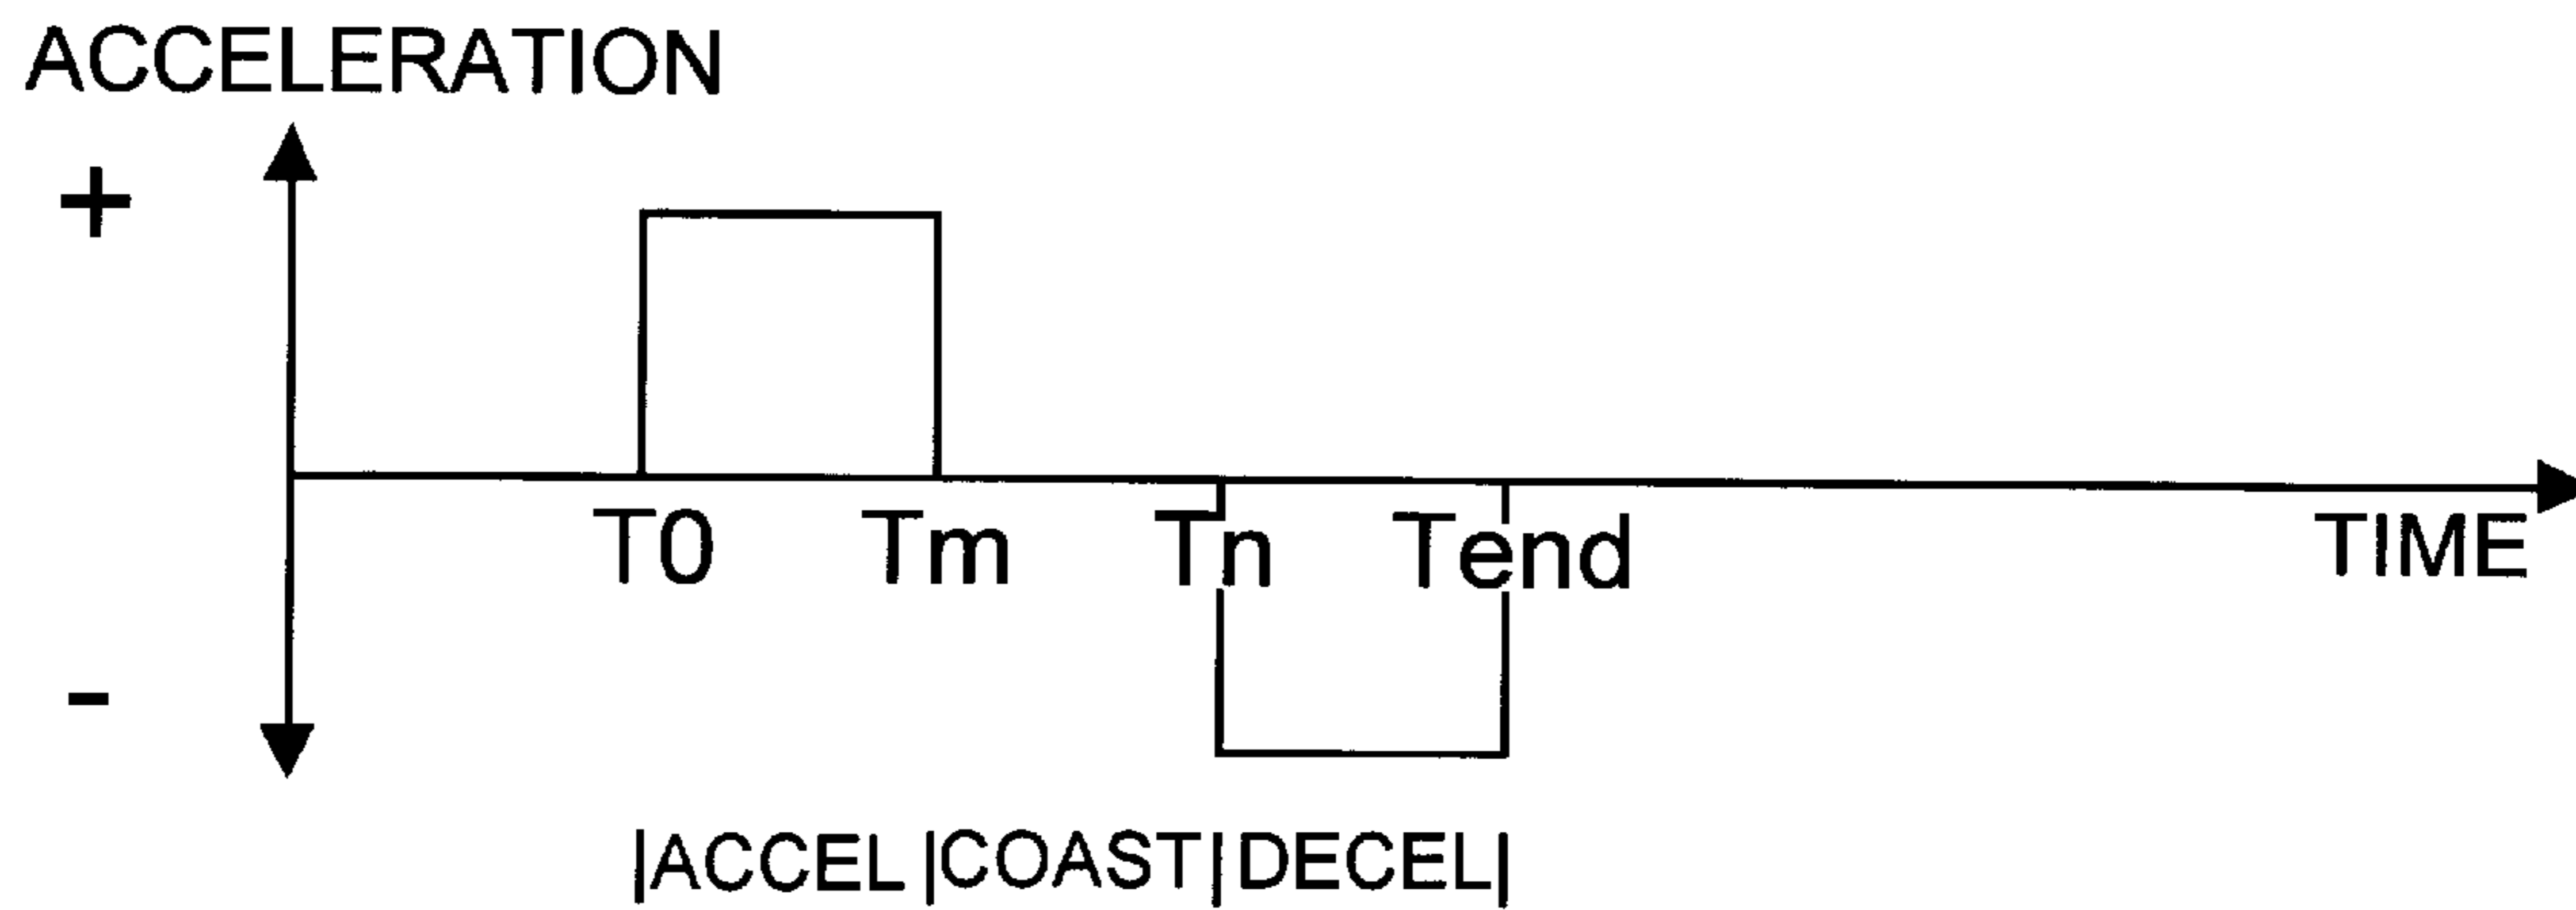 ACCELERATION
+
T0 Tm Tn Tend TIME
-
|ACCEL |COAST| DECEL|